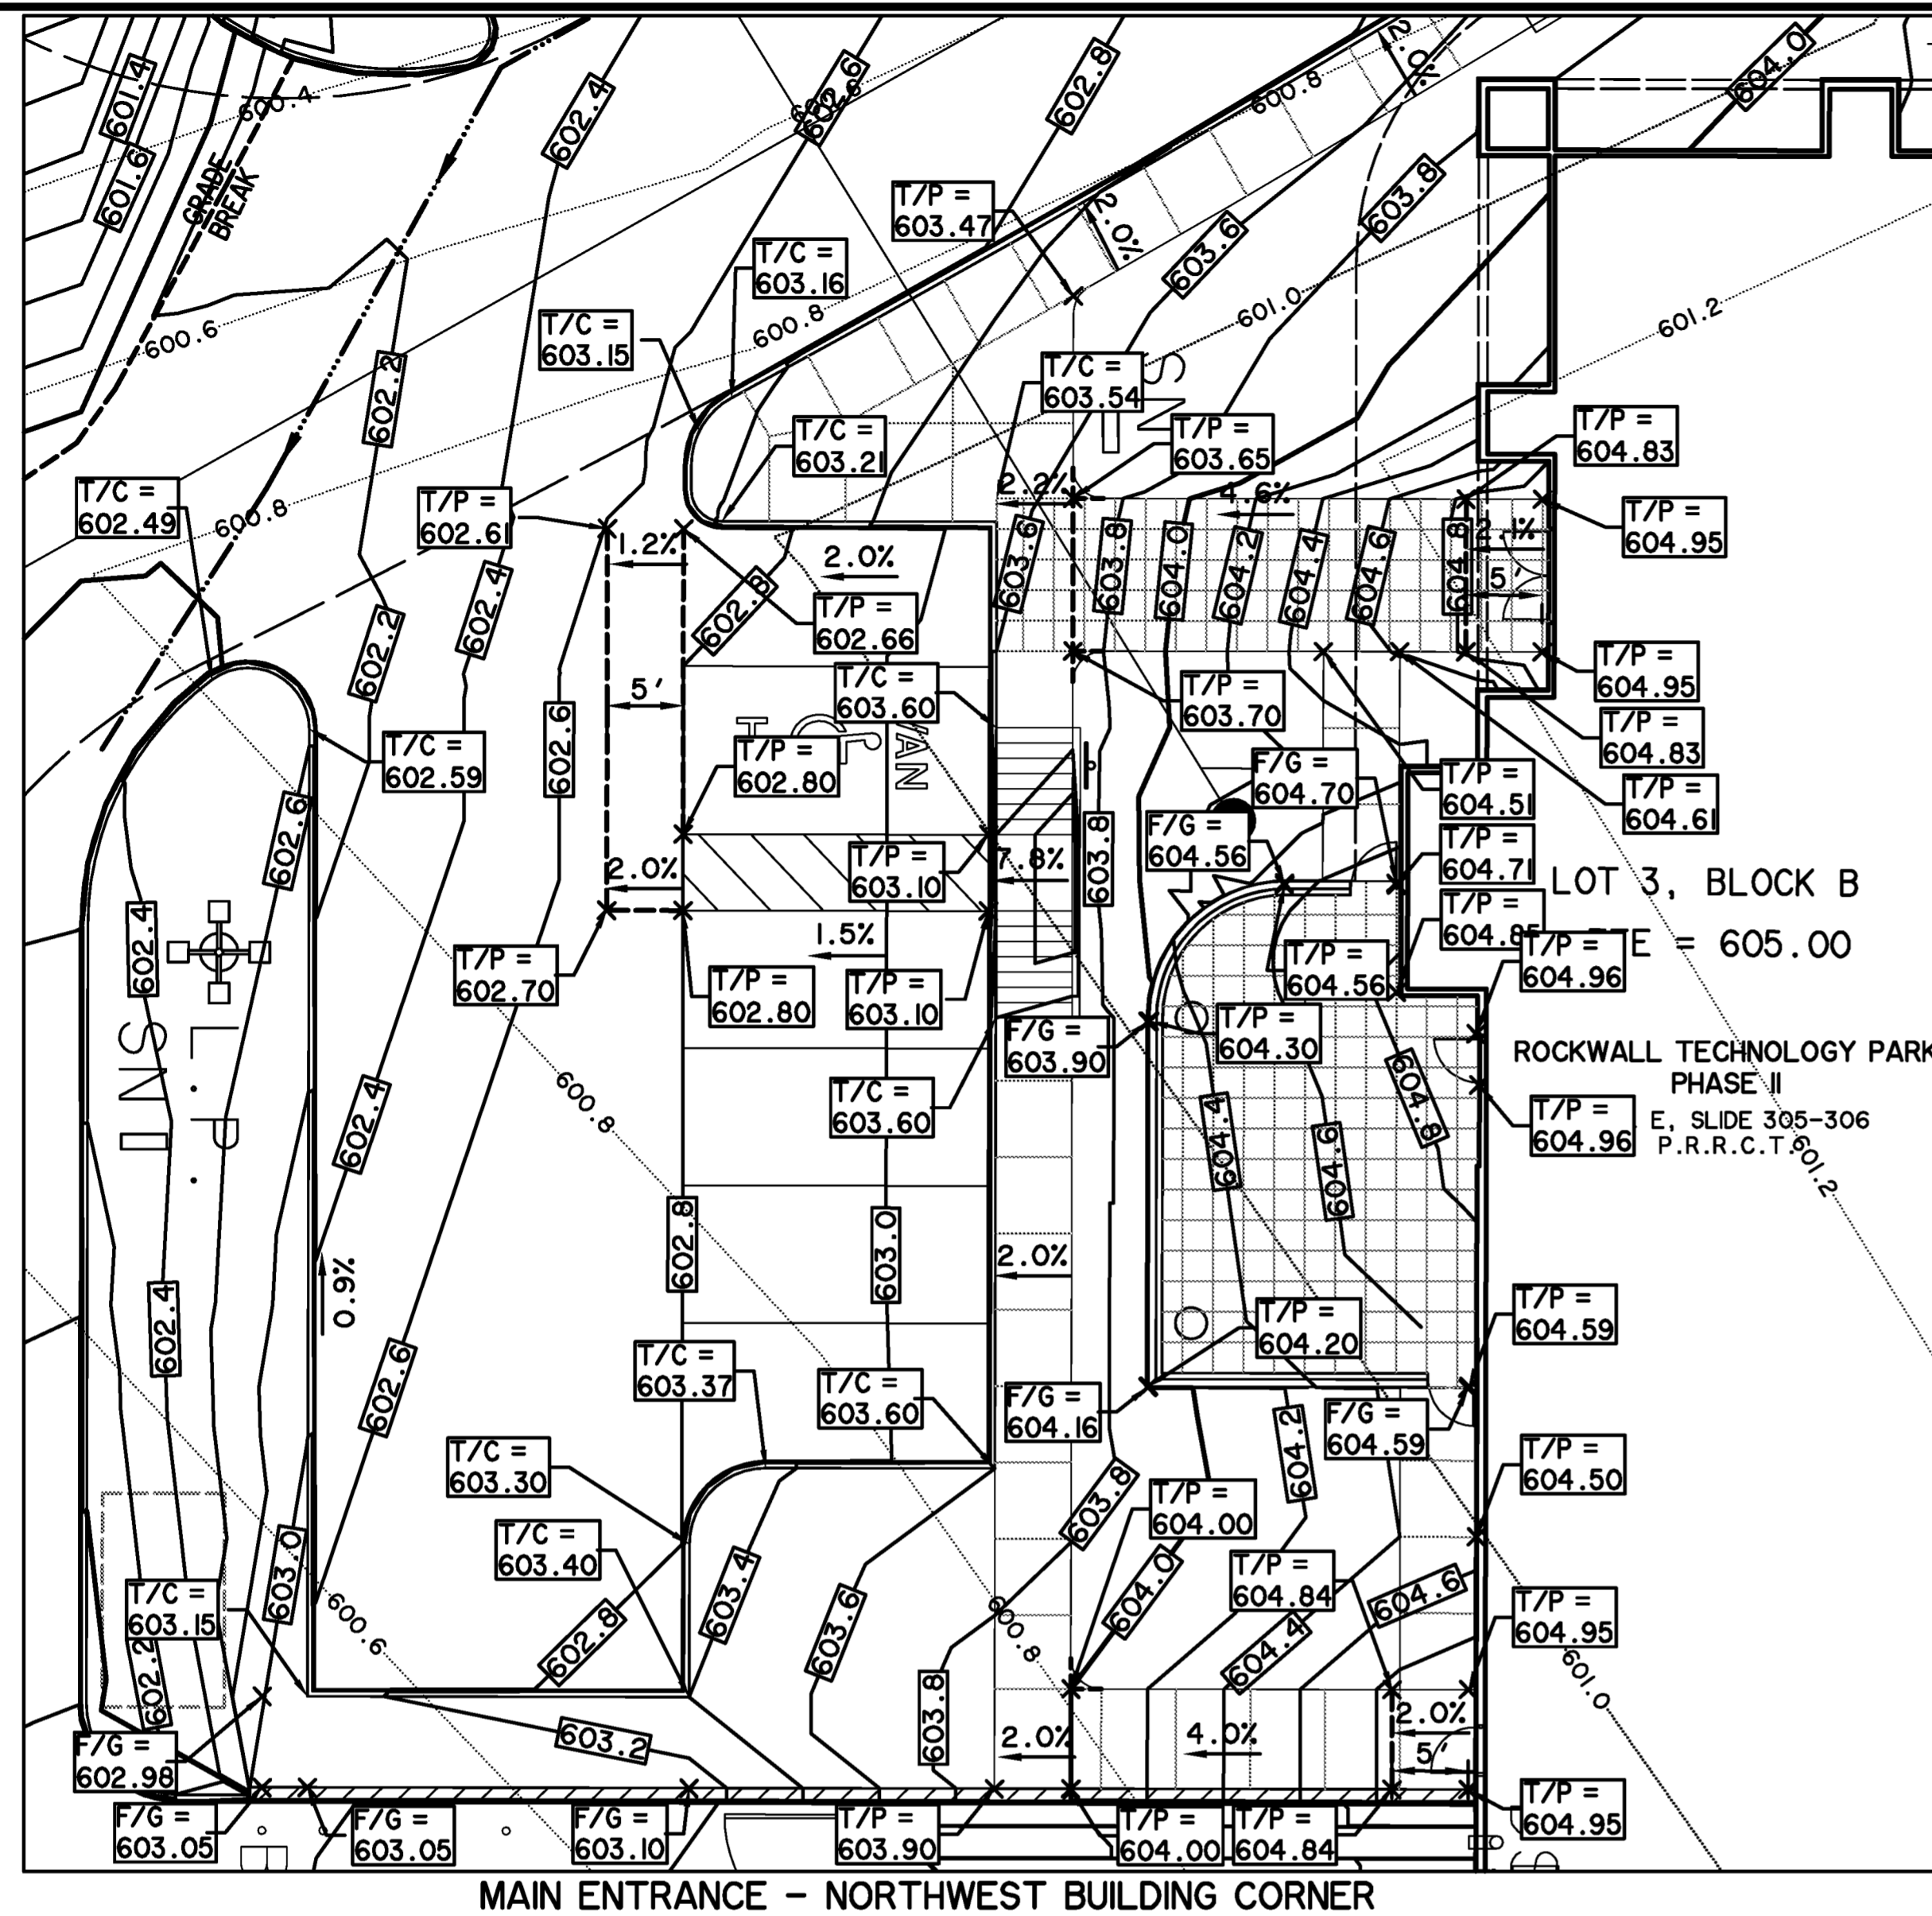 601.4
600.4
602.4
602.6
602.8
2.0%
600.8
604.0
601.6
GRADE
BREAK
T/P =
603.47
603.8
2.0%
603.6
T/C =
603.16
601.0
601.2
600.6
T/C =
603.15
600.8
602.2
T/C =
603.54
T/C =
603.21
T/P =
603.65
T/P =
604.83
T/C =
602.49
600.8
T/P =
602.61
2.2%
4.6%
T/P =
604.95
1.2%
2.0%
603.6
603.8
604.0
604.2
604.4
604.6
604.8
2.1%
5'
602.4
602.8
T/P =
602.66
602.2
T/C =
603.60
T/P =
604.95
5'
T/P =
603.70
T/P =
604.83
602.6
VAN
T/C =
602.59
T/P =
602.80
F/G =
604.70
T/P =
604.51
T/P =
604.61
602.6
F/G =
604.56
T/P =
604.71
2.0%
T/P =
603.10
7.8%
603.8
LOT 3, BLOCK B
T/P =
604.85
= 605.00
602.4
1.5%
T/P =
602.70
T/P =
602.80
T/P =
603.10
T/P =
604.56
T/P =
604.96
F/G =
603.90
T/P =
604.30
ROCKWALL TECHNOLOGY PARK
PHASE II
E, SLIDE 305-306
P.R.R.C.T.
T/P =
604.96
600.8
602.4
T/C =
603.60
604.4
604.6
604.8
601.2
602.8
603.0
0.9%
2.0%
602.4
T/P =
604.20
T/P =
604.59
602.6
T/C =
603.37
T/C =
603.60
F/G =
604.16
604.2
F/G =
604.59
T/C =
603.30
603.8
T/P =
604.00
T/P =
604.50
T/C =
603.40
603.0
603.4
603.6
604.0
T/P =
604.84
604.6
T/C =
603.15
600.6
602.8
600.8
604.4
T/P =
604.95
601.0
602.2
F/G =
602.98
603.2
603.8
2.0%
4.0%
2.0%
5'
F/G =
603.05
F/G =
603.05
F/G =
603.10
T/P =
603.90
T/P =
604.00
T/P =
604.84
T/P =
604.95
MAIN ENTRANCE - NORTHWEST BUILDING CORNER